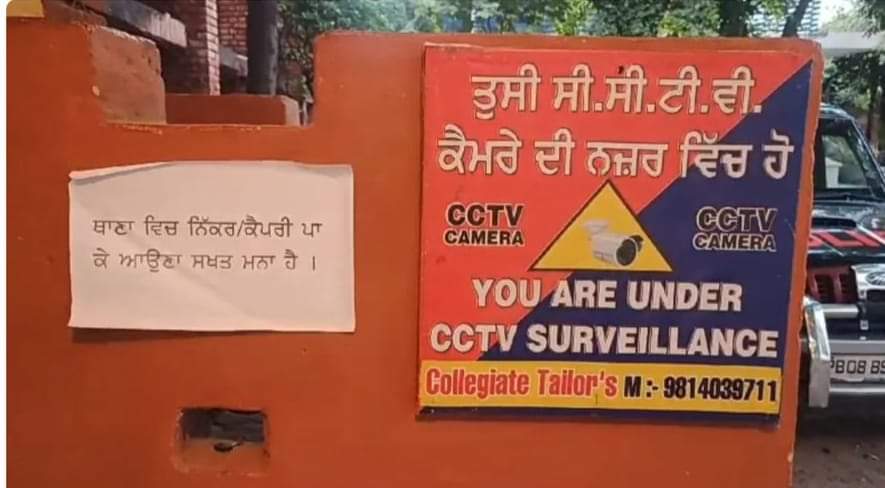 ਥਾਣਾ ਵਿਚ ਨਿੱਕਰ/ਕੈਪਰੀ ਪਾ
ਕੇ ਆਉਣਾ ਸਖਤ ਮਨਾ ਹੈ ।
ਤੁਸੀ ਸੀ.ਸੀ.ਟੀ.ਵੀ.
ਕੈਮਰੇ ਦੀ ਨਜ਼ਰ ਵਿੱਚ ਹੋ
CCTV
CAMERA
CCTV
CAMERA
YOU ARE UNDER
CCTV SURVEILLANCE
Collegiate Tailor's M:- 9814039711
PB08